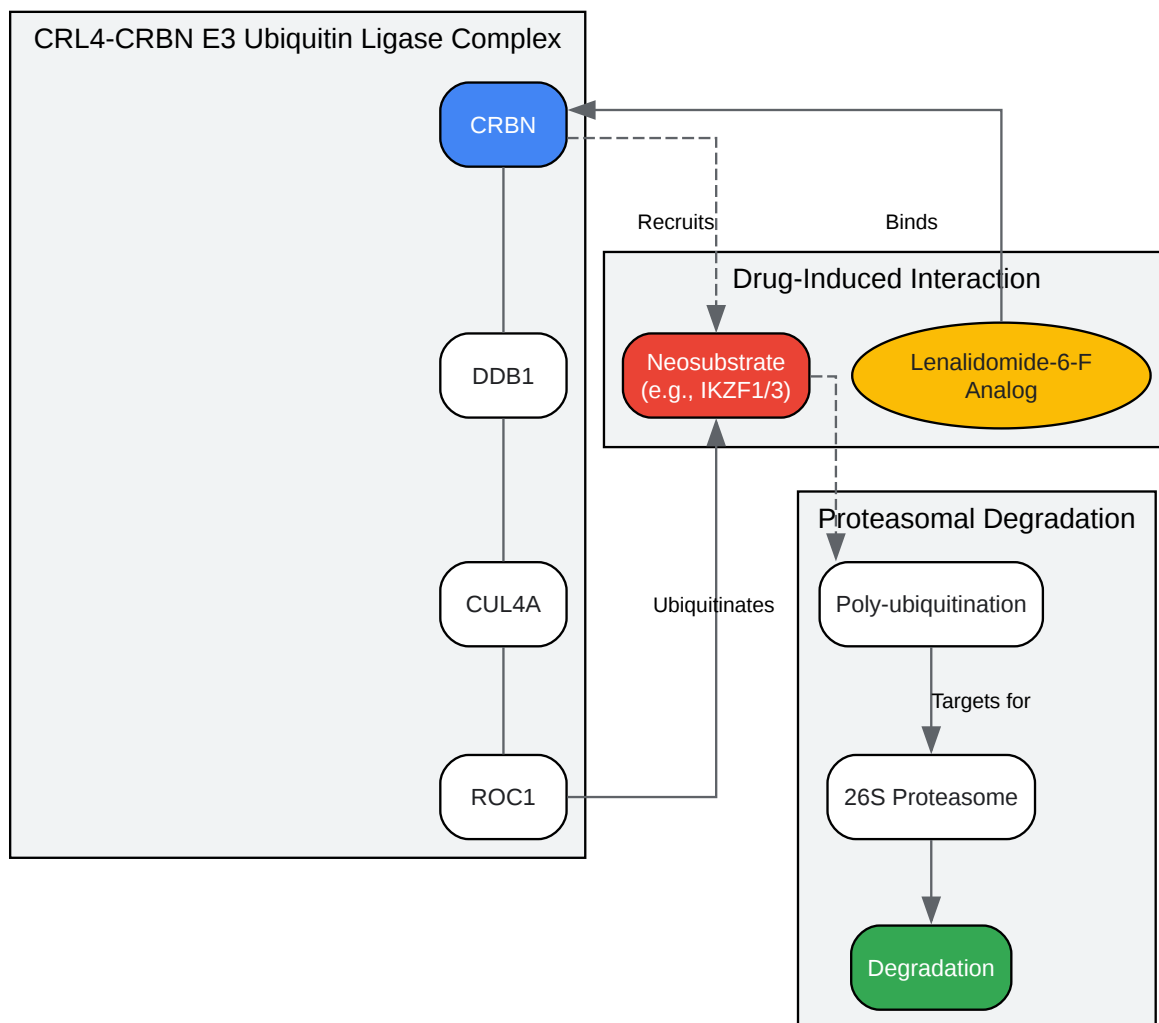 CRL4-CRBN E3 Ubiquitin Ligase Complex
CRBN
Recruits
Binds
Drug-Induced Interaction
DDB1
Neosubstrate
(e.g., IKZF1/3)
Lenalidomide-6-F
Analog
Proteasomal Degradation
CUL4A
Ubiquitinates
Poly-ubiquitination
Targets for
ROC1
26S Proteasome
Degradation